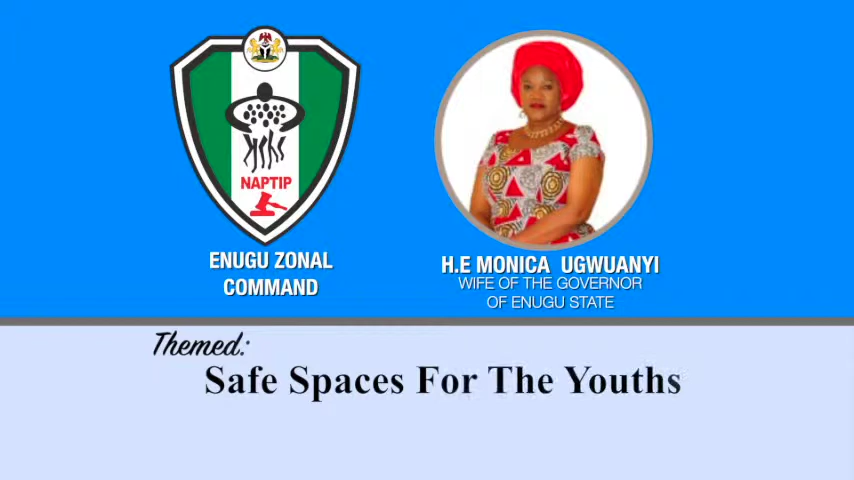 NAPTIP
ENUGU ZONAL
COMMAND
H.E MONICA UGWUANYI
WIFE OF THE GOVERNOR
OF ENUGU STATE
Themed:
Safe Spaces For The Youths